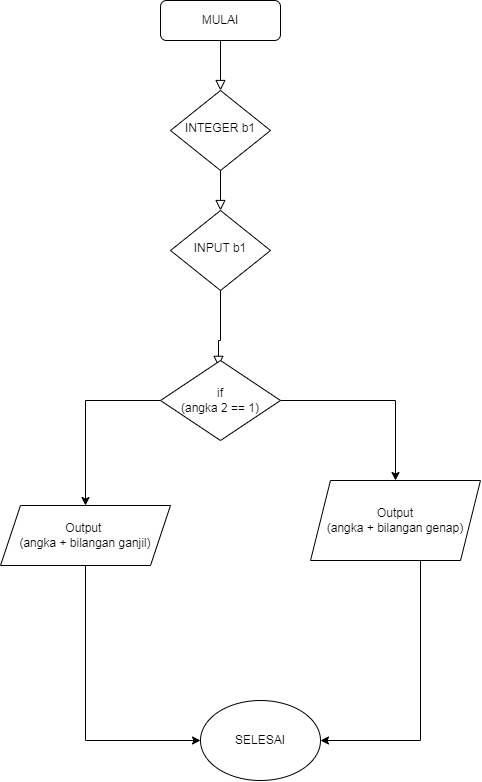 MULAI
INTEGER b1
INPUT b1
if
(angka 2 == 1)
Output
(angka + bilangan ganjil)
Output
(angka + bilangan genap)
SELESAI